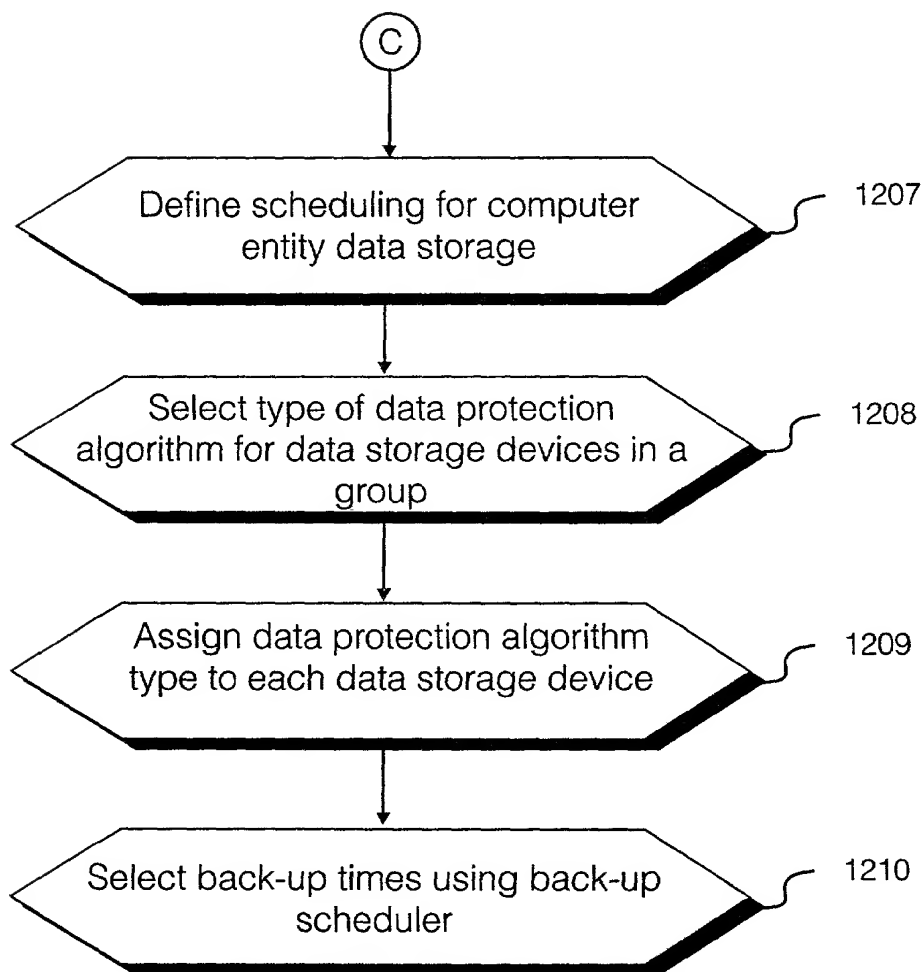 C
Define scheduling for computer
entity data storage
1207
Select type of data protection
algorithm for data storage devices in a
group
1208
Assign data protection algorithm
type to each data storage device
1209
Select back-up times using back-up
scheduler
1210